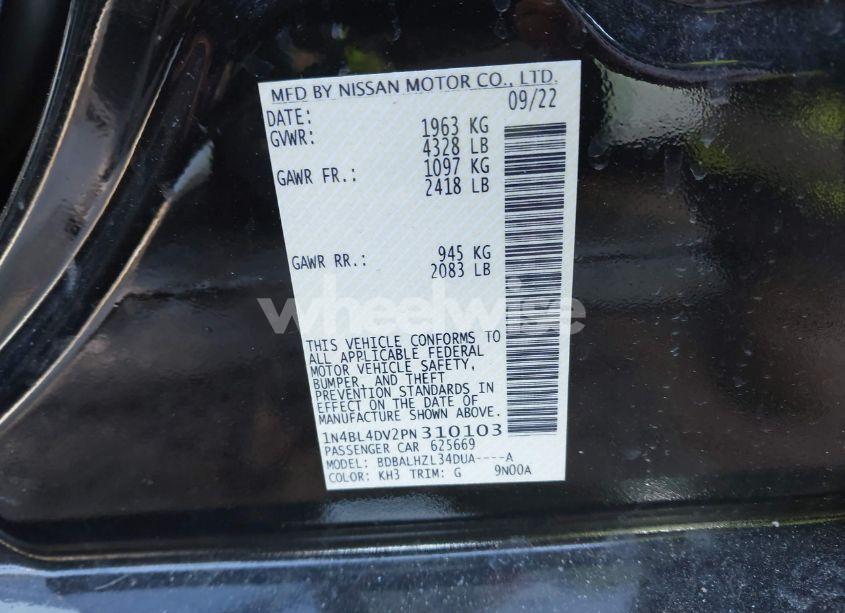 MFD BY NISSAN MOTOR CO., LTD.
DATE: 09/22
GVWR: 1963 KG
4328 LB
GAWR FR.: 1097 KG
2418 LB
GAWR RR.: 945 KG
2083 LB
wheelwise
THIS VEHICLE CONFORMS TO
ALL APPLICABLE FEDERAL
MOTOR VEHICLE SAFETY,
BUMPER, AND THEFT
PREVENTION STANDARDS IN
EFFECT ON THE DATE OF
MANUFACTURE SHOWN ABOVE.
1N4BL4DV2PN310103
PASSENGER CAR 625669
MODEL: BDBALHZL34DUA----A
COLOR: KH3 TRIM: G 9N00A